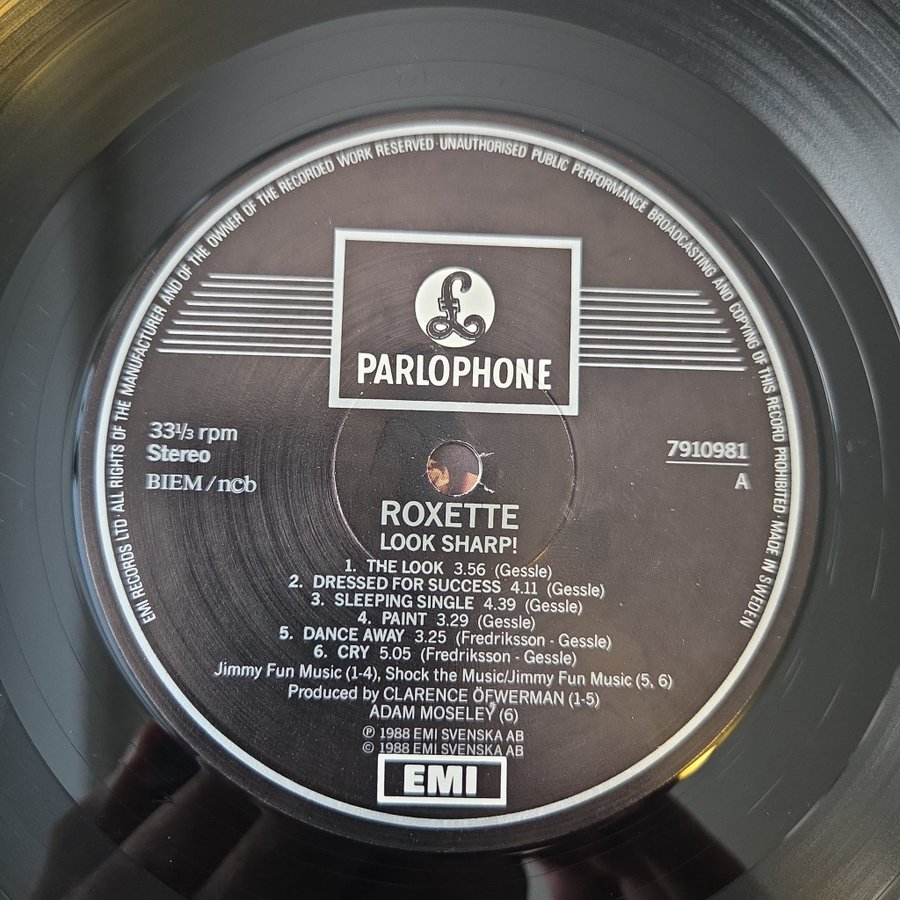 EMI RECORDS LTD · ALL RIGHTS OF THE MANUFACTURER AND OF THE OWNER OF THE RECORDED WORK RESERVED · UNAUTHORISED PUBLIC PERFORMANCE BROADCASTING AND COPYING OF THIS RECORD PROHIBITED · MADE IN SWEDEN
£
PARLOPHONE
33⅓ rpm
Stereo
BIEM/ncb
7910981
A
ROXETTE
LOOK SHARP!
1. THE LOOK 3.56 (Gessle)
2. DRESSED FOR SUCCESS 4.11 (Gessle)
3. SLEEPING SINGLE 4.39 (Gessle)
4. PAINT 3.29 (Gessle)
5. DANCE AWAY 3.25 (Fredriksson - Gessle)
6. CRY 5.05 (Fredriksson - Gessle)
Jimmy Fun Music (1-4), Shock the Music/Jimmy Fun Music (5, 6)
Produced by CLARENCE ÖFWERMAN (1-5)
ADAM MOSELEY (6)
℗ 1988 EMI SVENSKA AB
© 1988 EMI SVENSKA AB
EMI